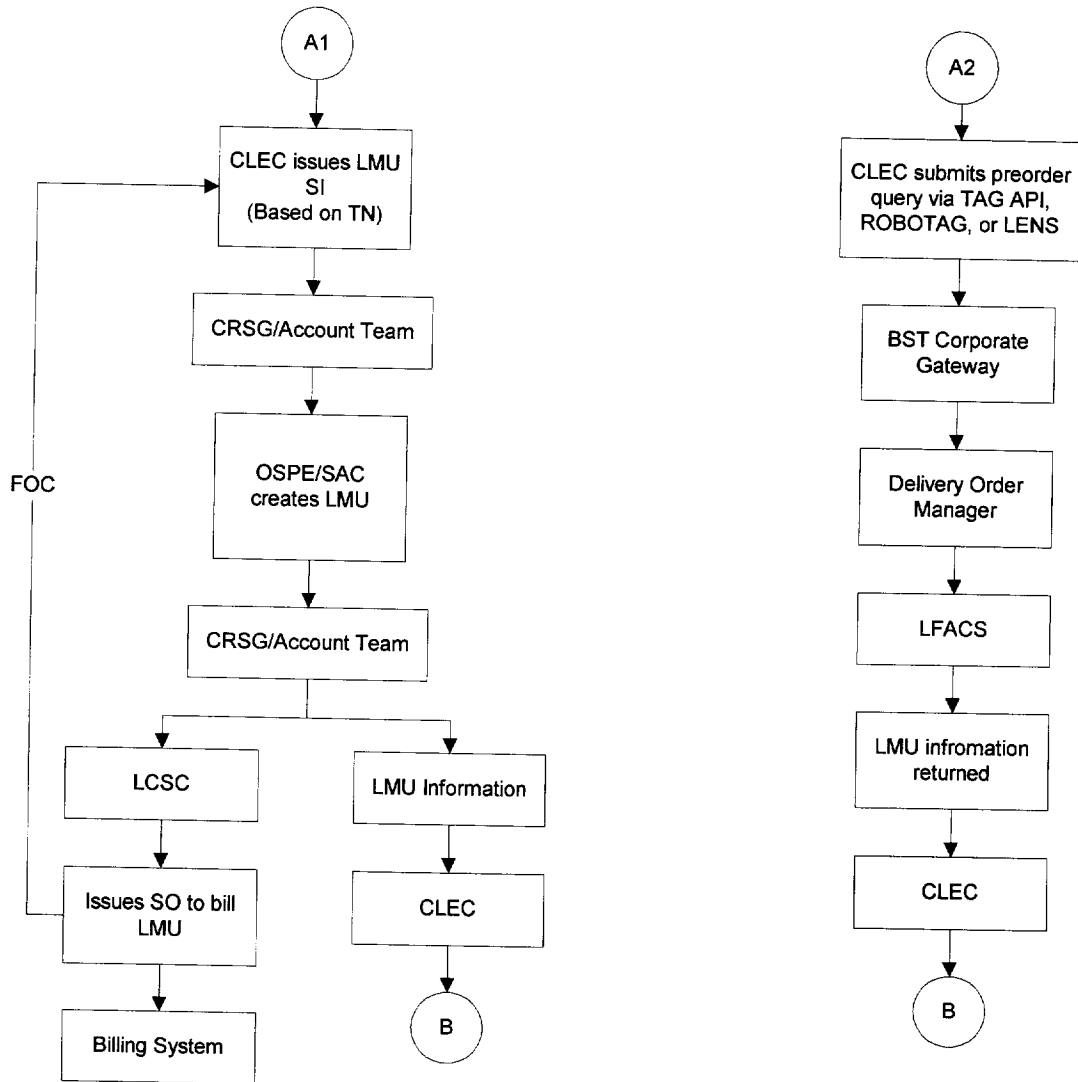 A1
CLEC issues LMU
SI
(Based on TN)
CRSG/Account Team
OSPE/SAC
creates LMU
FOC
CRSG/Account Team
LCSC
LMU Information
Issues SO to bill
LMU
CLEC
Billing System
B
A2
CLEC submits preorder
query via TAG API,
ROBOTAG, or LENS
BST Corporate
Gateway
Delivery Order
Manager
LFACS
LMU infromation
returned
CLEC
B